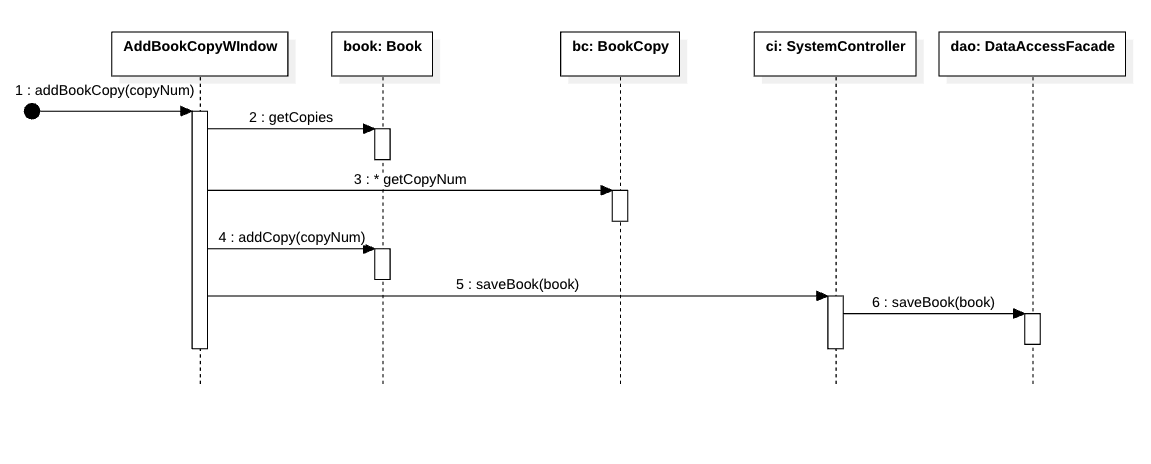 AddBookCopyWIndow
book: Book
bc: BookCopy
ci: SystemController
dao: DataAccessFacade
1 : addBookCopy(copyNum)
2 : getCopies
3 : * getCopyNum
4 : addCopy(copyNum)
5 : saveBook(book)
6 : saveBook(book)